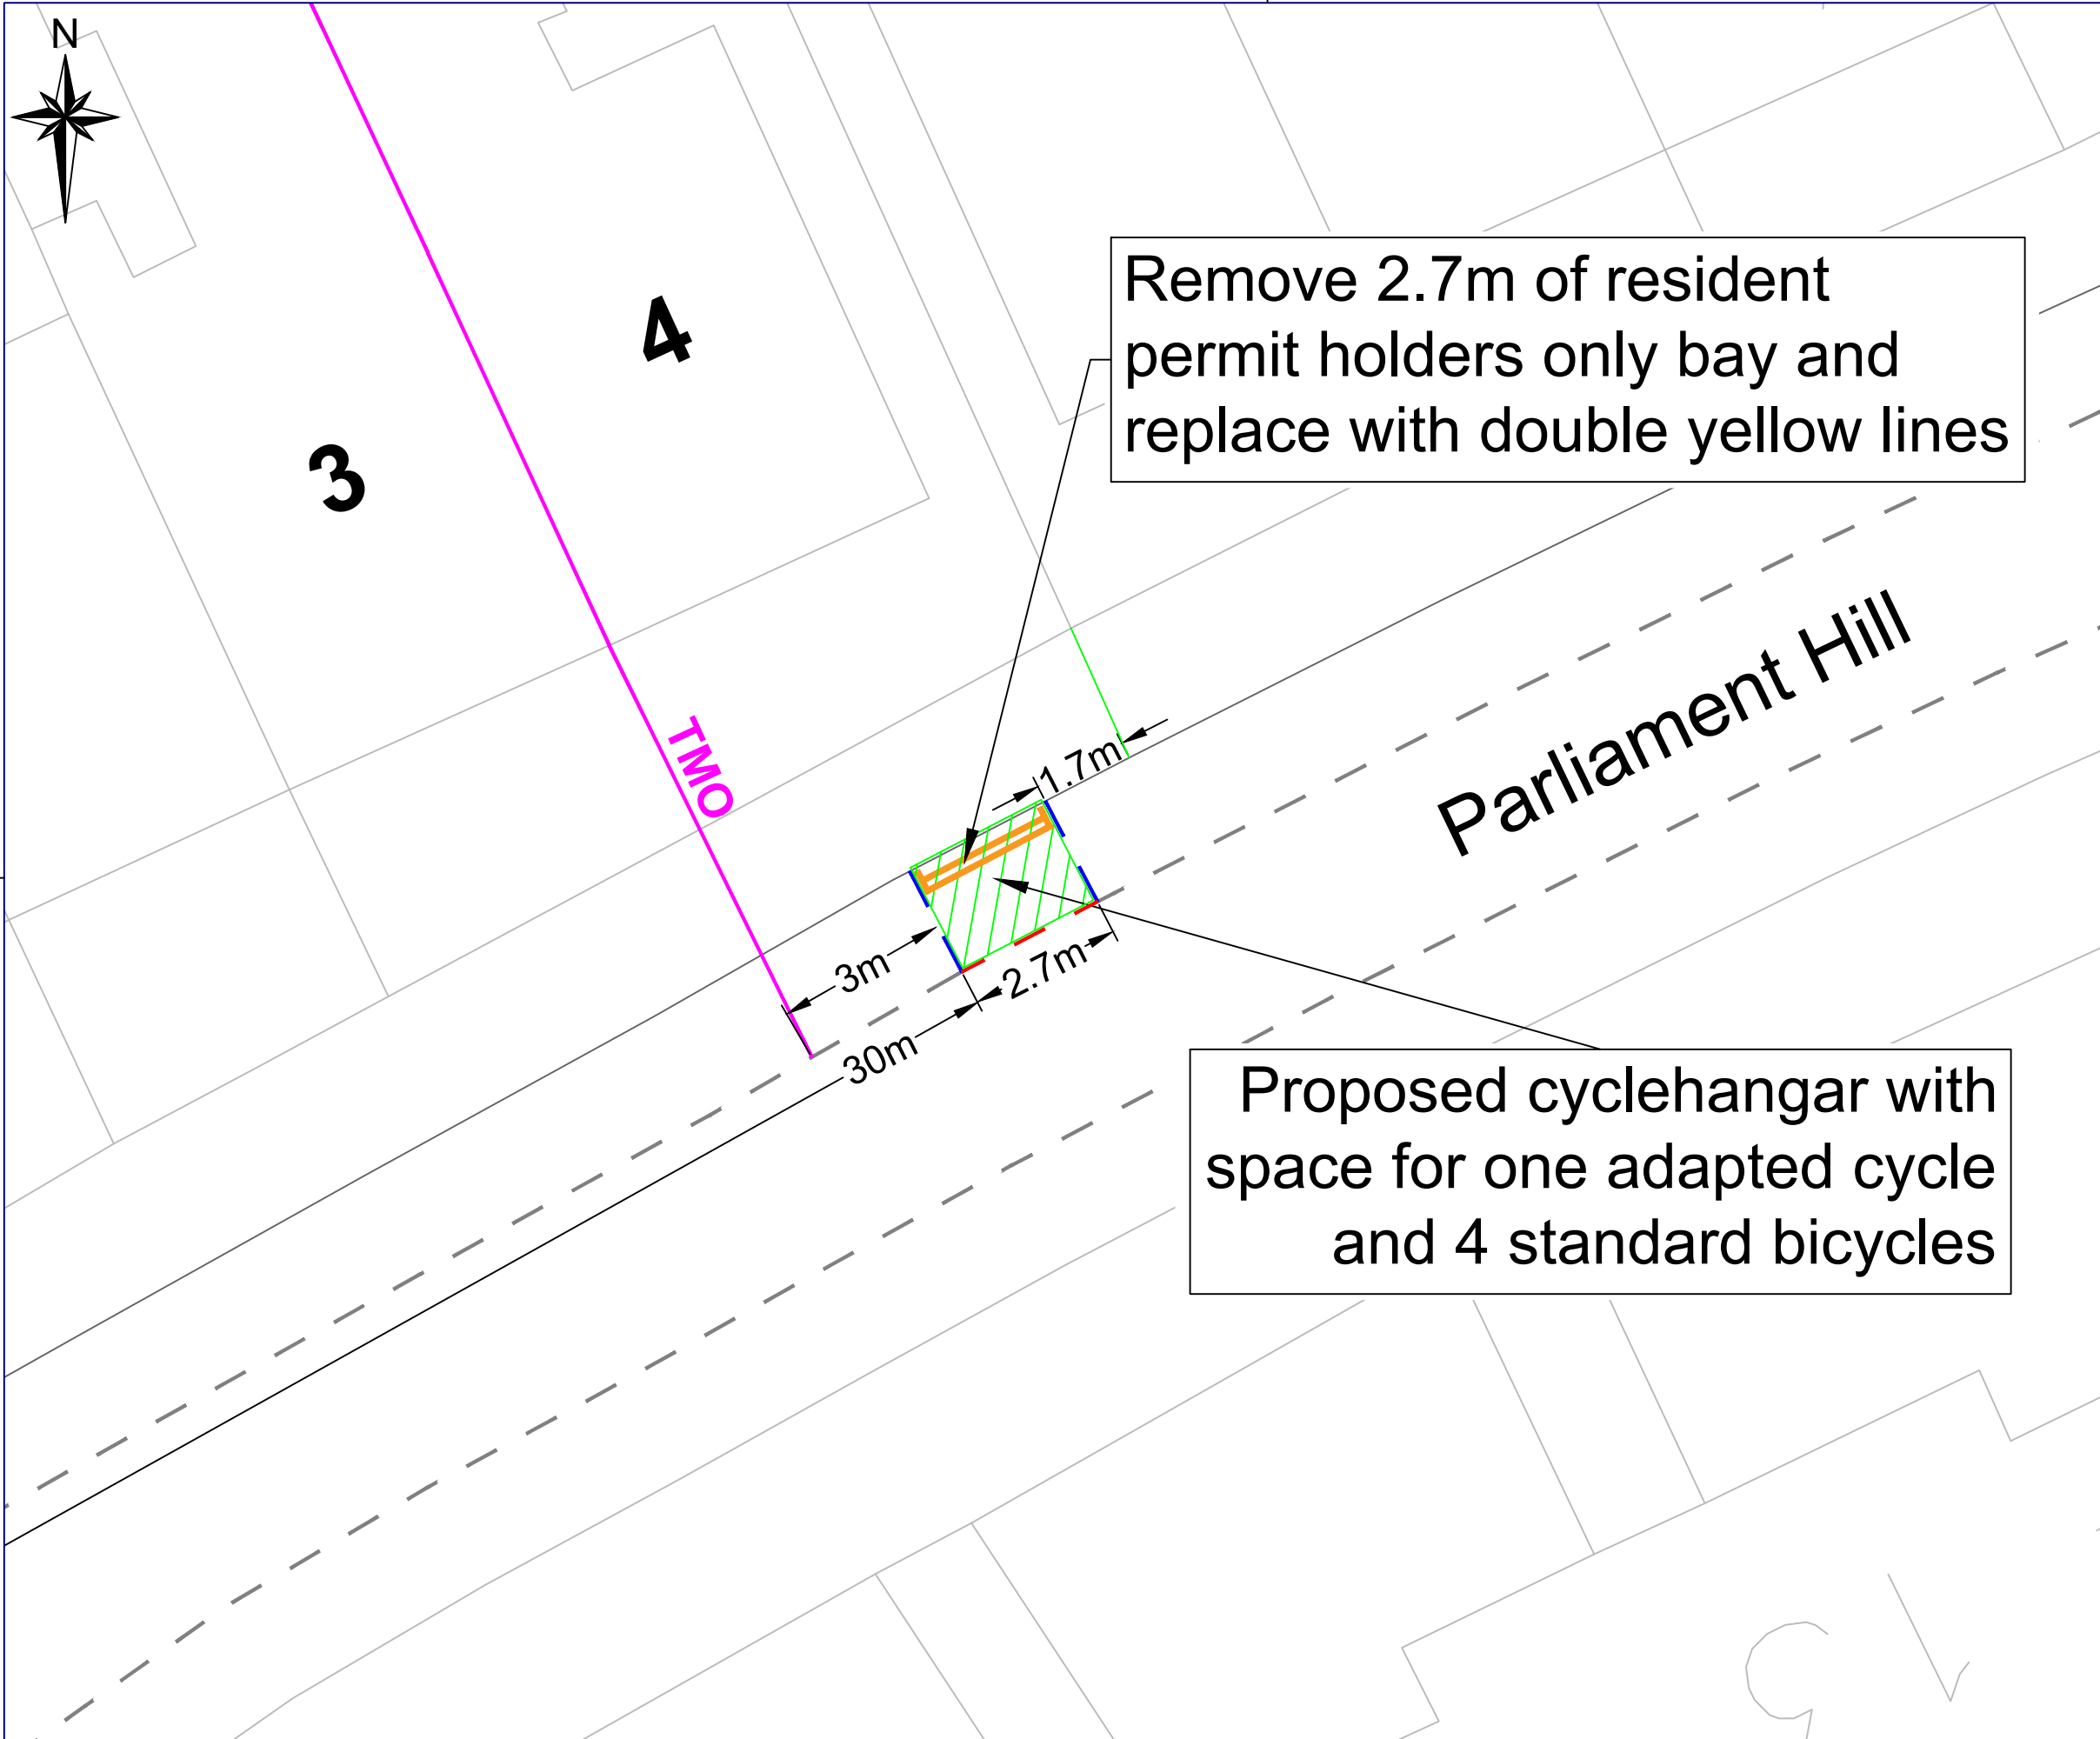 N
Remove 2.7m of resident
permit holders only bay and
replace with double yellow lines
4
3
Parliament Hill
TMO
1.7m
3m
2.7m
30m
Proposed cyclehangar with
space for one adapted cycle
and 4 standard bicycles